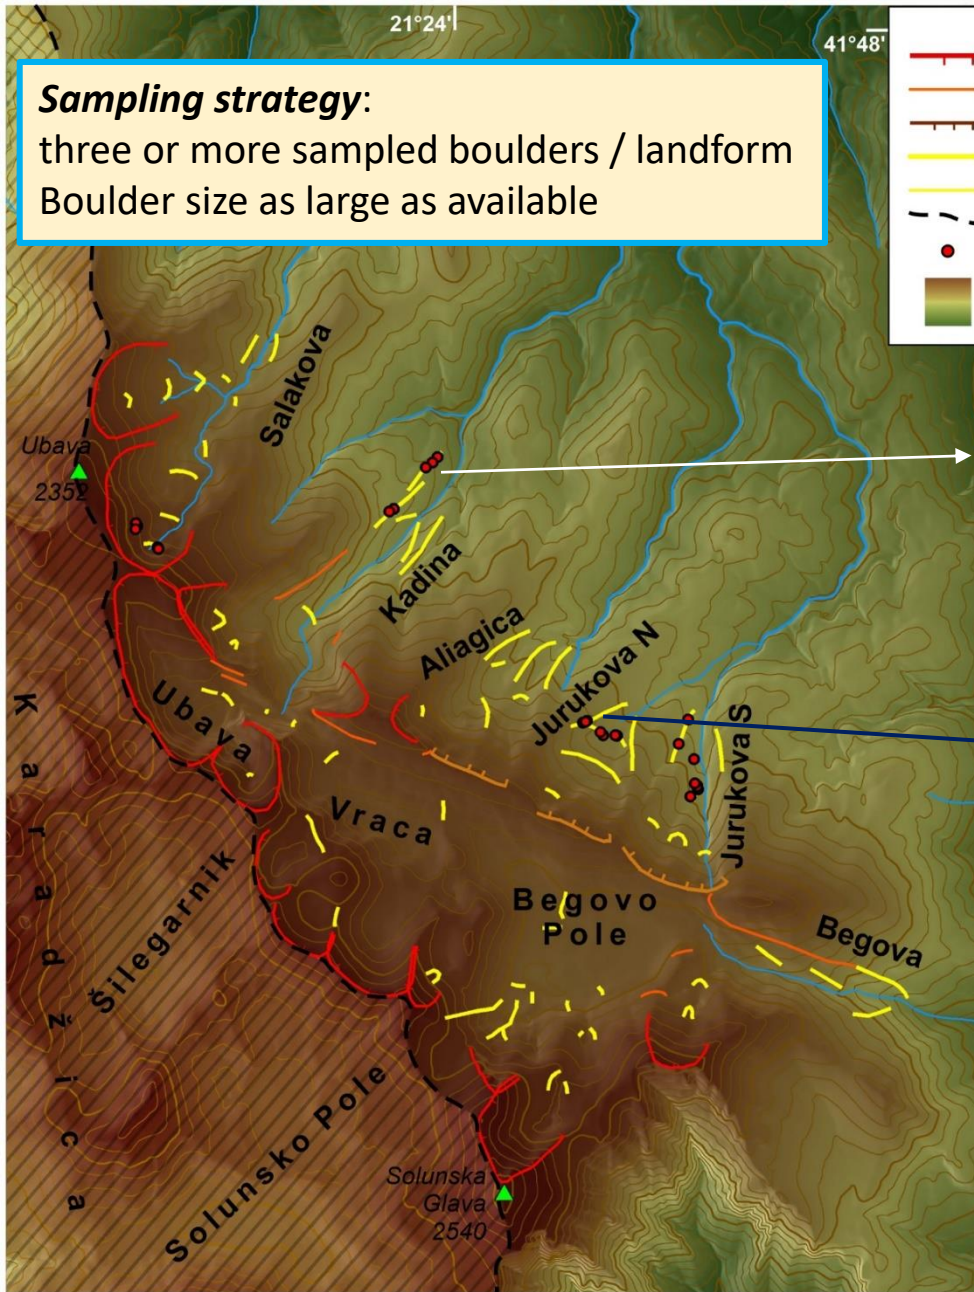 21°24'
41°48'
Sampling strategy:
three or more sampled boulders / landform
Boulder size as large as available
Salakova
Ubava
2352
Kadina
Aliagica
Jurukova N
Jurukova S
Ubava
Vraca
Karadžica
Šilegarnik
Begovo
Pole
Begova
Solunsko Pole
Solunska
Glava
2540